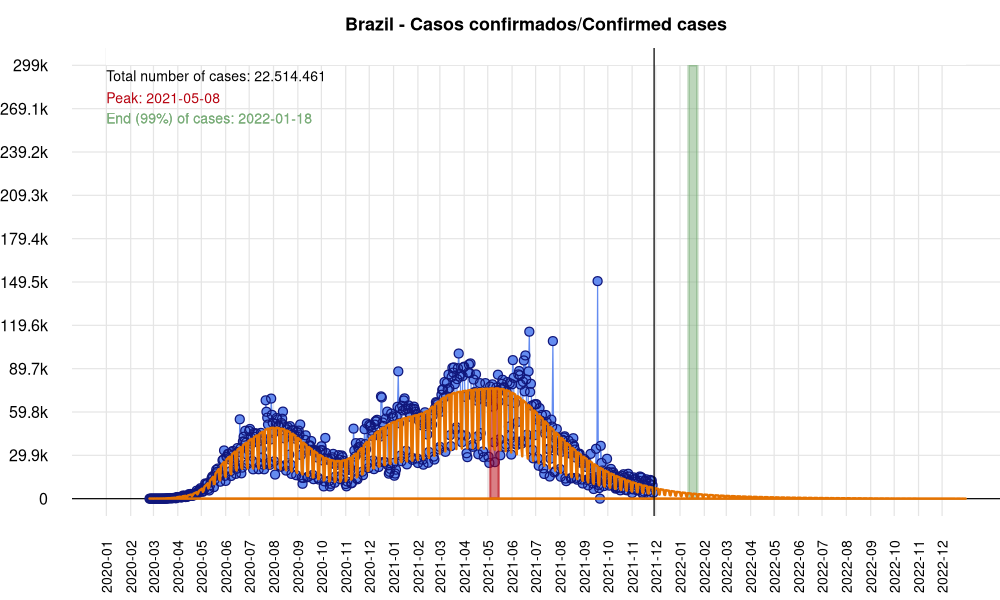 Brazil - Casos confirmados/Confirmed cases
299k
Total number of cases: 22.514.461
Peak: 2021-05-08
269.1k
End (99%) of cases: 2022-01-18
239.2k
209.3k
179.4k
149.5k
119.6k
89.7k
59.8k
29.9k
0
2020-01
2020-02
2020-03
2020-04
2020-05
2020-06
2020-07
2020-08
2020-09
2020-10
2020-11
2020-12
2021-01
2021-02
2021-03
2021-04
2021-05
2021-06
2021-07
2021-08
2021-09
2021-10
2021-11
2021-12
2022-01
2022-02
2022-03
2022-04
2022-05
2022-06
2022-07
2022-08
2022-09
2022-10
2022-11
2022-12